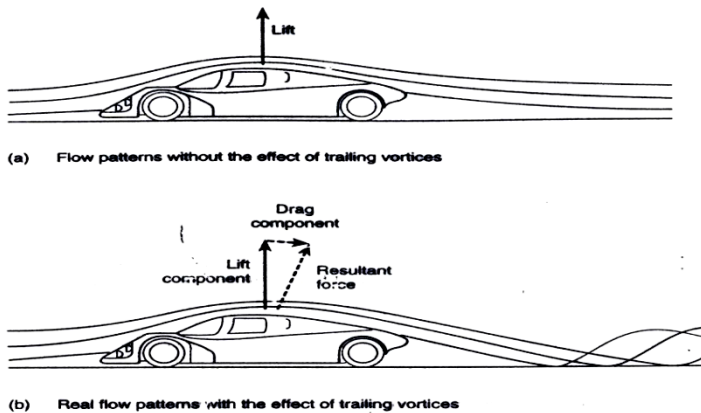 Lift
(a) Flow patterns without the effect of trailing vortices
Drag
component
Lift
component
Resultant
force
(b) Real flow patterns with the effect of trailing vortices